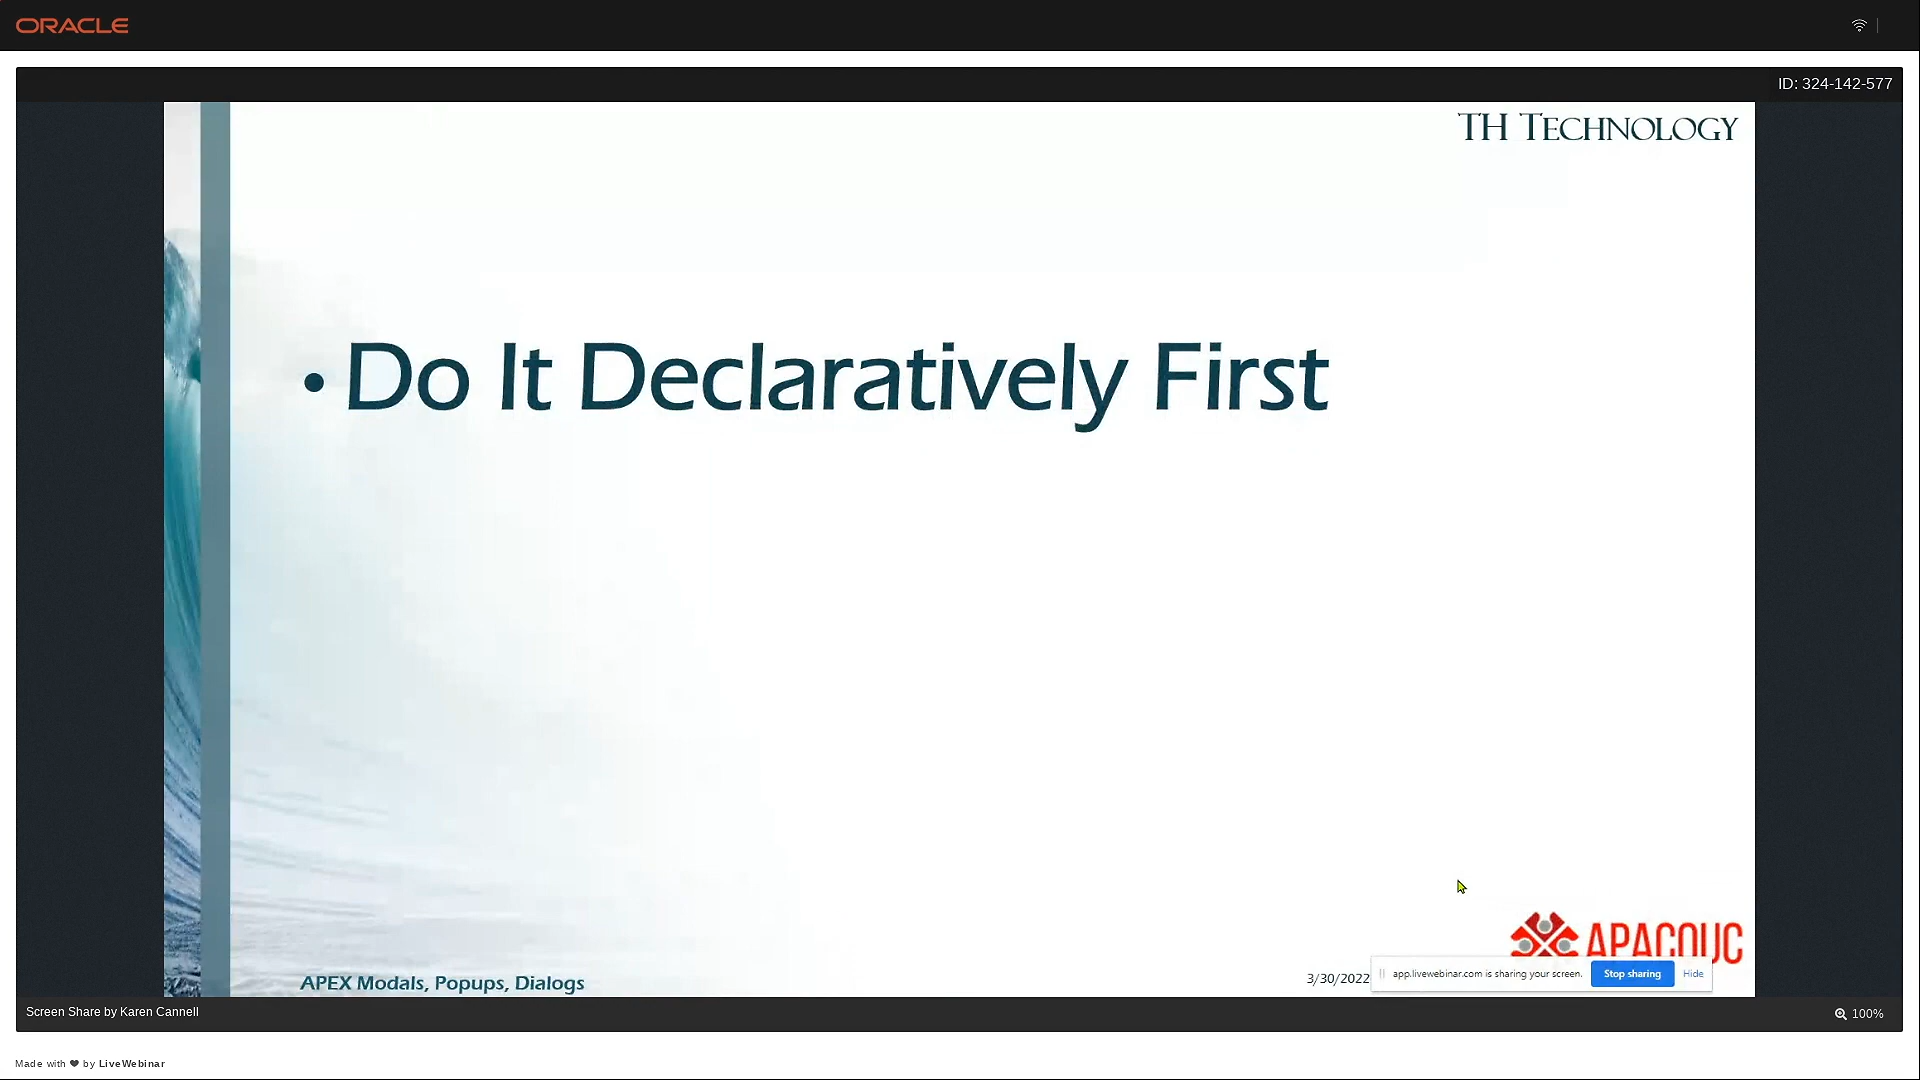 ORACLE
ID: 324-142-577
TH TECHNOLOGY
• Do It Declaratively First
APACOUC
APEX Modals, Popups, Dialogs
3/30/2022
app.livewebinar.com is sharing your screen.
Stop sharing
Hide
Screen Share by Karen Cannell
100%
Made with ❤ by LiveWebinar